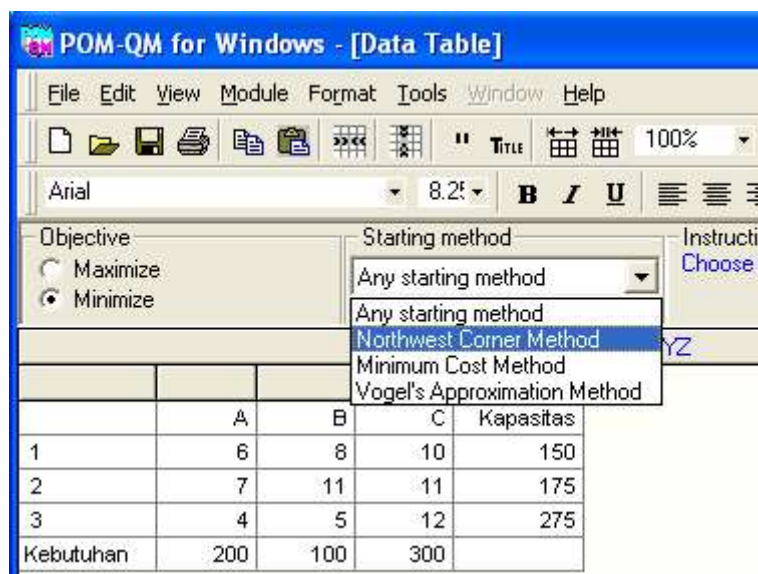 POM-QM for Windows - [Data Table]
File Edit View Module Format Tools Window Help
" TITLE 100%
Arial 8.2 B I U
Objective Starting method Instructi
Maximize Any starting method Choose
Minimize
Any starting method
Northwest Corner Method YZ
Minimum Cost Method
Vogel's Approximation Method
A B C Kapasitas
1 6 8 10 150
2 7 11 11 175
3 4 5 12 275
Kebutuhan 200 100 300